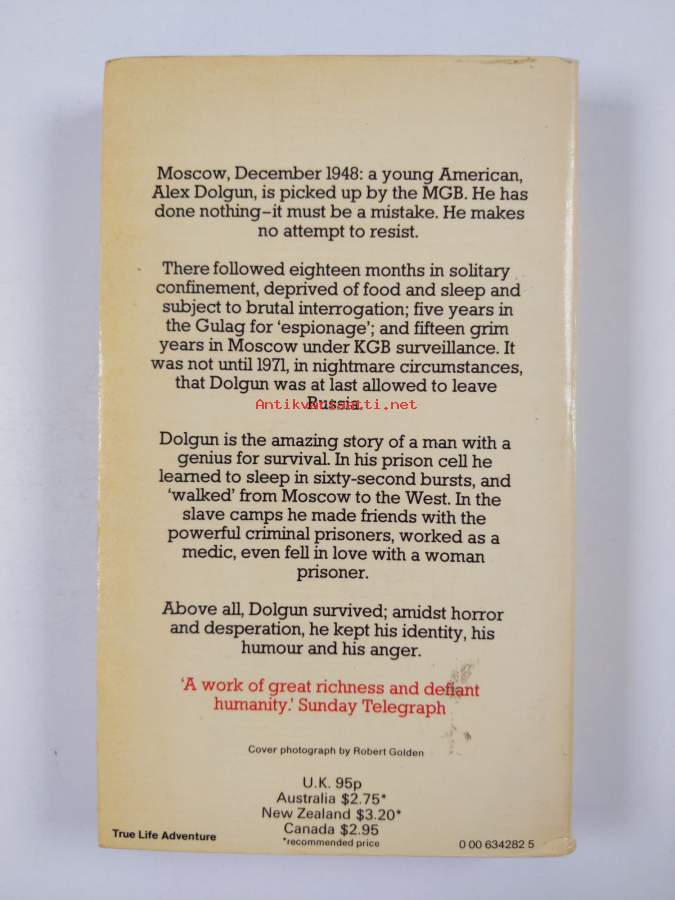 Moscow, December 1948: a young American,
Alex Dolgun, is picked up by the MGB. He has
done nothing–it must be a mistake. He makes
no attempt to resist.
There followed eighteen months in solitary
confinement, deprived of food and sleep and
subject to brutal interrogation; five years in
the Gulag for ‘espionage’; and fifteen grim
years in Moscow under KGB surveillance. It
was not until 1971, in nightmare circumstances,
that Dolgun was at last allowed to leave
Russia.
Antikvariaatti.net
Dolgun is the amazing story of a man with a
genius for survival. In his prison cell he
learned to sleep in sixty-second bursts, and
‘walked’ from Moscow to the West. In the
slave camps he made friends with the
powerful criminal prisoners, worked as a
medic, even fell in love with a woman
prisoner.
Above all, Dolgun survived; amidst horror
and desperation, he kept his identity, his
humour and his anger.
‘A work of great richness and defiant
humanity.’ Sunday Telegraph
Cover photograph by Robert Golden
U.K. 95p
Australia $2.75*
New Zealand $3.20*
Canada $2.95
*recommended price
True Life Adventure
0 00 634282 5